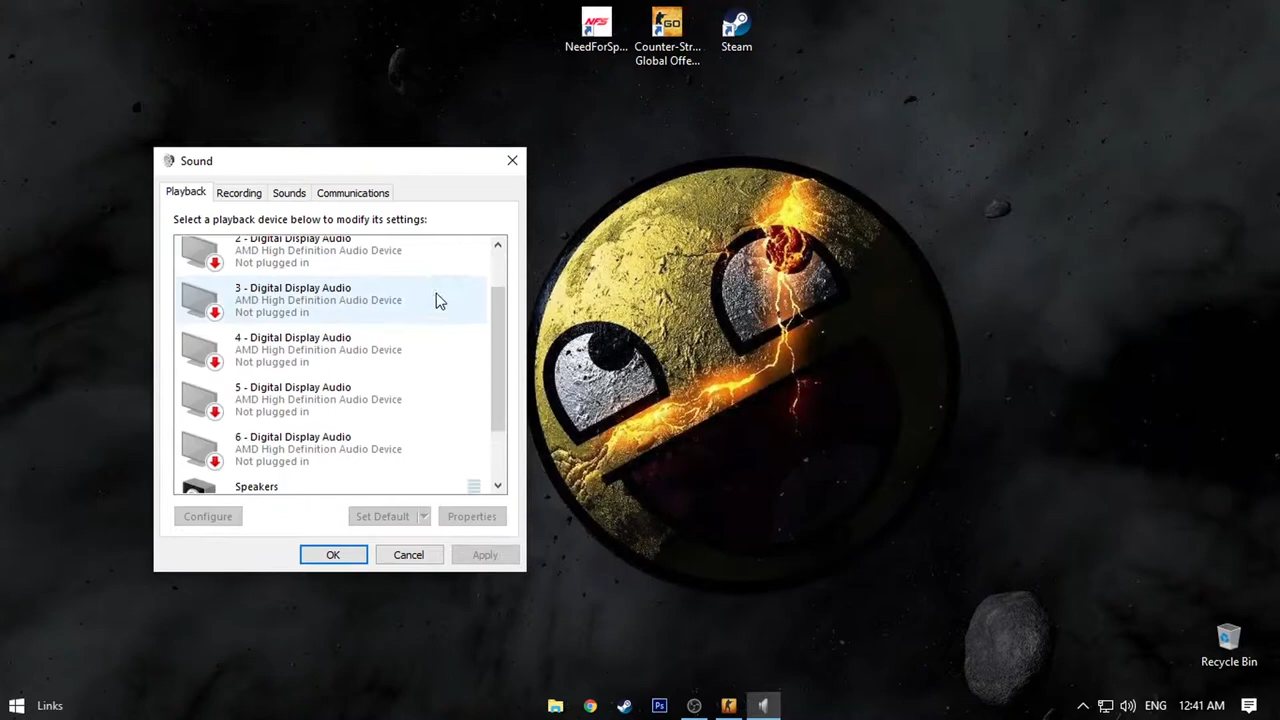 NeedForSp...
Counter-Str...
Global Offe...
Steam
Sound
Playback
Recording
Sounds
Communications
Select a playback device below to modify its settings:
2 - Digital Display Audio
AMD High Definition Audio Device
Not plugged in
3 - Digital Display Audio
AMD High Definition Audio Device
Not plugged in
4 - Digital Display Audio
AMD High Definition Audio Device
Not plugged in
5 - Digital Display Audio
AMD High Definition Audio Device
Not plugged in
6 - Digital Display Audio
AMD High Definition Audio Device
Not plugged in
Speakers
Configure
Set Default
Properties
OK
Cancel
Apply
Recycle Bin
Links
Ps
ENG
12:41 AM
NFS
GO